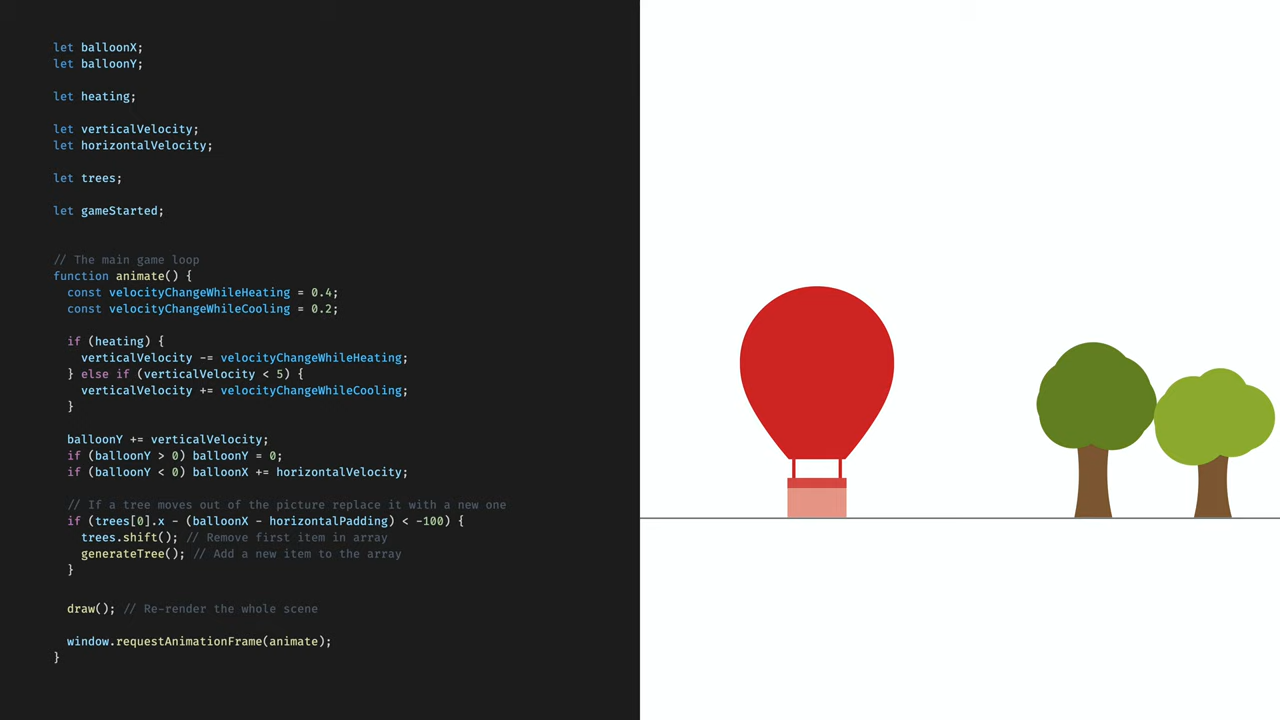 let balloonX;
let balloonY;
let heating;
let verticalVelocity;
let horizontalVelocity;
let trees;
let gameStarted;
// The main game loop
function animate() {
const velocityChangeWhileHeating = 0.4;
const velocityChangeWhileCooling = 0.2;
if (heating) {
verticalVelocity -= velocityChangeWhileHeating;
} else if (verticalVelocity < 5) {
verticalVelocity += velocityChangeWhileCooling;
}
balloonY += verticalVelocity;
if (balloonY > 0) balloonY = 0;
if (balloonY < 0) balloonX += horizontalVelocity;
// If a tree moves out of the picture replace it with a new one
if (trees[0].x - (balloonX - horizontalPadding) < -100) {
trees.shift(); // Remove first item in array
generateTree(); // Add a new item to the array
}
draw(); // Re-render the whole scene
window.requestAnimationFrame(animate);
}